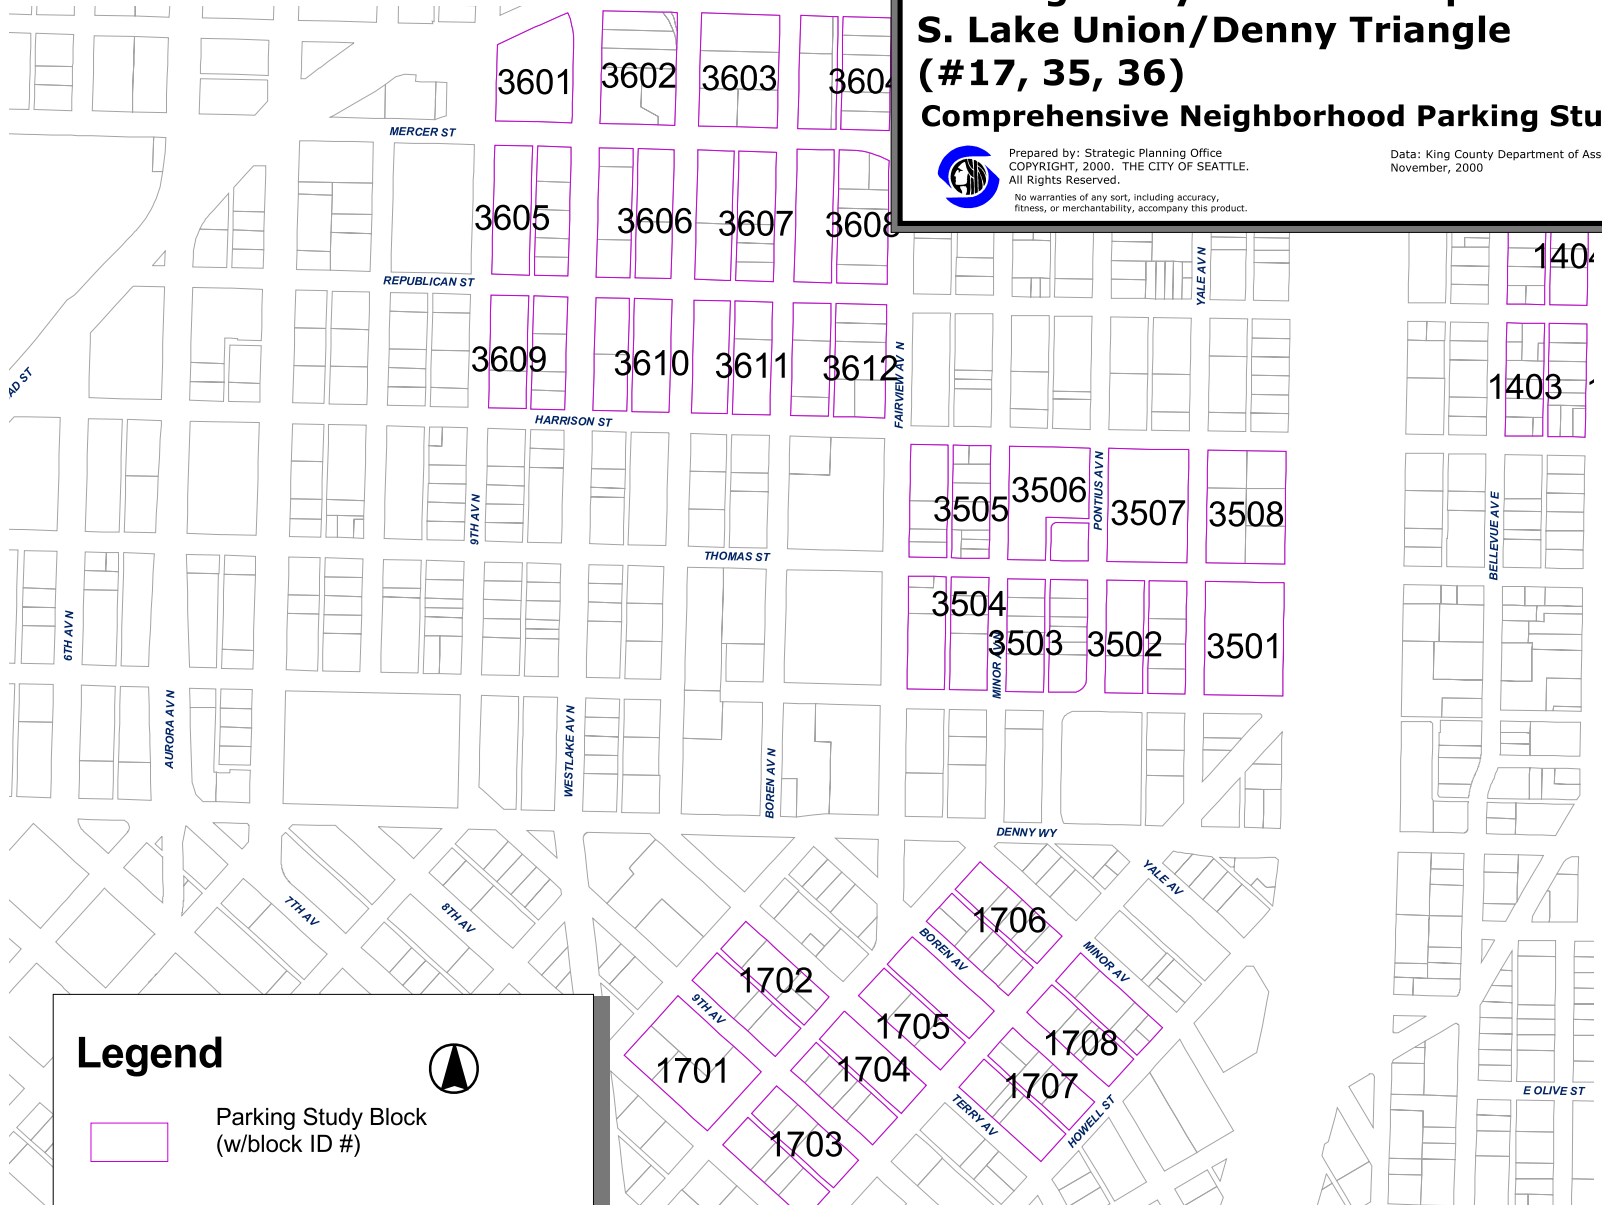 S. Lake Union/Denny Triangle
(#17, 35, 36)
Comprehensive Neighborhood Parking Stu
Prepared by: Strategic Planning Office
COPYRIGHT, 2000. THE CITY OF SEATTLE.
All Rights Reserved.
No warranties of any sort, including accuracy,
fitness, or merchantability, accompany this product.
Data: King County Department of Ass
November, 2000
3601
3602
3603
3604
MERCER ST
3605
3606
3607
3608
YALE AV N
1404
REPUBLICAN ST
3609
3610
3611
3612
FAIRVIEW AV N
1403
AD ST
HARRISON ST
9TH AV N
3505
3506
PONTIUS AV N
3507
3508
BELLEVUE AV E
THOMAS ST
6TH AV N
3504
MINOR AV N
3503
3502
3501
AURORA AV N
WESTLAKE AV N
BOREN AV N
DENNY WY
YALE AV
7TH AV
8TH AV
1706
BOREN AV
MINOR AV
1702
9TH AV
1705
1708
1701
1704
1707
TERRY AV
HOWELL ST
E OLIVE ST
1703
Legend
Parking Study Block
(w/block ID #)